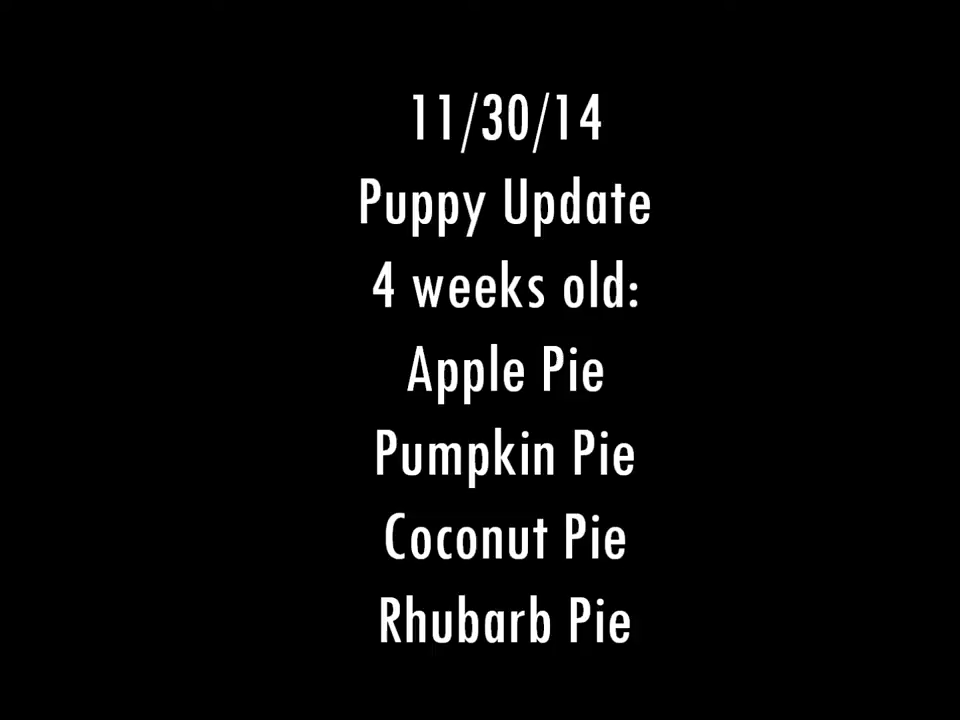 11/30/14
Puppy Update
4 weeks old:
Apple Pie
Pumpkin Pie
Coconut Pie
Rhubarb Pie